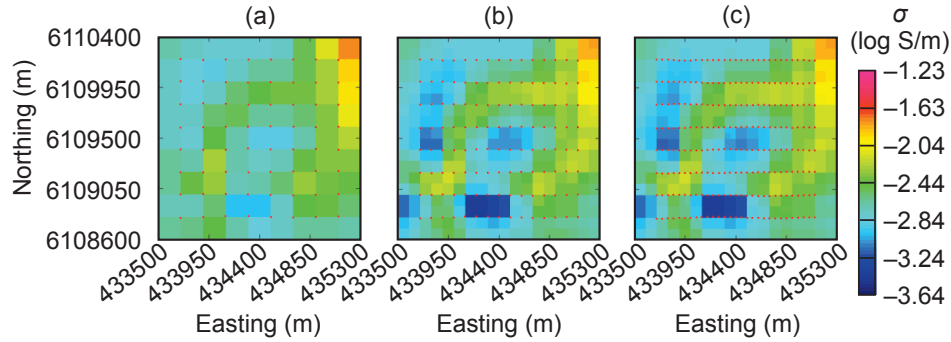 (a) (b) (c) σ
(log S/m)
6110400
6109950
6109500
6109050
6108600
Northing (m)
433500 433950 434400 434850 435300
433500 433950 434400 434850 435300
433500 433950 434400 434850 435300
Easting (m) Easting (m) Easting (m)
–1.23
–1.63
–2.04
–2.44
–2.84
–3.24
–3.64